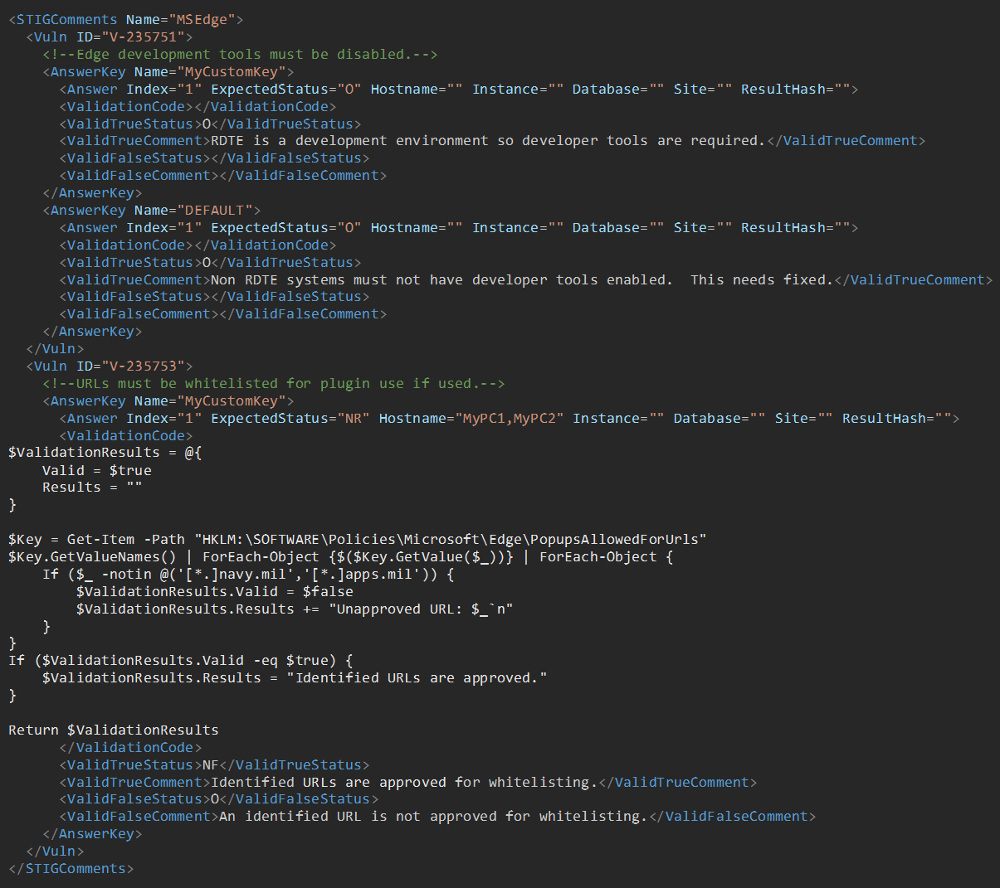 <STIGComments Name="MSEdge">
  <Vuln ID="V-235751">
    <!--Edge development tools must be disabled.-->
    <AnswerKey Name="MyCustomKey">
      <Answer Index="1" ExpectedStatus="O" Hostname="" Instance="" Database="" Site="" ResultHash="">
      <ValidationCode></ValidationCode>
      <ValidTrueStatus>O</ValidTrueStatus>
      <ValidTrueComment>RDTE is a development environment so developer tools are required.</ValidTrueComment>
      <ValidFalseStatus></ValidFalseStatus>
      <ValidFalseComment></ValidFalseComment>
    </AnswerKey>
    <AnswerKey Name="DEFAULT">
      <Answer Index="1" ExpectedStatus="O" Hostname="" Instance="" Database="" Site="" ResultHash="">
      <ValidationCode></ValidationCode>
      <ValidTrueStatus>O</ValidTrueStatus>
      <ValidTrueComment>Non RDTE systems must not have developer tools enabled.  This needs fixed.</ValidTrueComment>
      <ValidFalseStatus></ValidFalseStatus>
      <ValidFalseComment></ValidFalseComment>
    </AnswerKey>
  </Vuln>
  <Vuln ID="V-235753">
    <!--URLs must be whitelisted for plugin use if used.-->
    <AnswerKey Name="MyCustomKey">
      <Answer Index="1" ExpectedStatus="NR" Hostname="MyPC1,MyPC2" Instance="" Database="" Site="" ResultHash="">
      <ValidationCode>
$ValidationResults = @{
    Valid = $true
    Results = ""
}

$Key = Get-Item -Path "HKLM:\SOFTWARE\Policies\Microsoft\Edge\PopupsAllowedForUrls"
$Key.GetValueNames() | ForEach-Object {$($Key.GetValue($_))} | ForEach-Object {
    If ($_ -notin @('[*.]navy.mil','[*.]apps.mil')) {
        $ValidationResults.Valid = $false
        $ValidationResults.Results += "Unapproved URL: $_`n"
    }
}
If ($ValidationResults.Valid -eq $true) {
    $ValidationResults.Results = "Identified URLs are approved."
}

Return $ValidationResults
      </ValidationCode>
      <ValidTrueStatus>NF</ValidTrueStatus>
      <ValidTrueComment>Identified URLs are approved for whitelisting.</ValidTrueComment>
      <ValidFalseStatus>O</ValidFalseStatus>
      <ValidFalseComment>An identified URL is not approved for whitelisting.</ValidFalseComment>
    </AnswerKey>
  </Vuln>
</STIGComments>